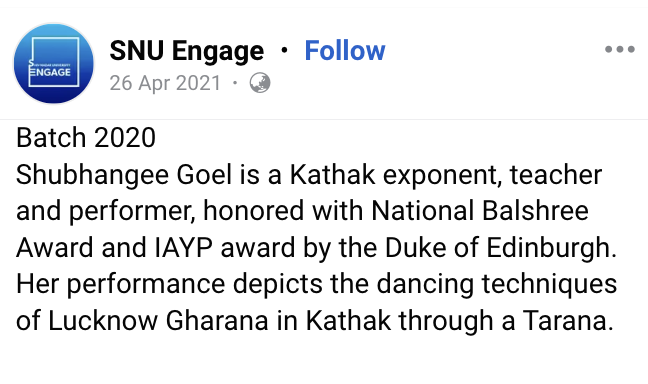 SNU Engage · Follow
26 Apr 2021 ·
ENGAGE
Batch 2020
Shubhangee Goel is a Kathak exponent, teacher
and performer, honored with National Balshree
Award and IAYP award by the Duke of Edinburgh.
Her performance depicts the dancing techniques
of Lucknow Gharana in Kathak through a Tarana.